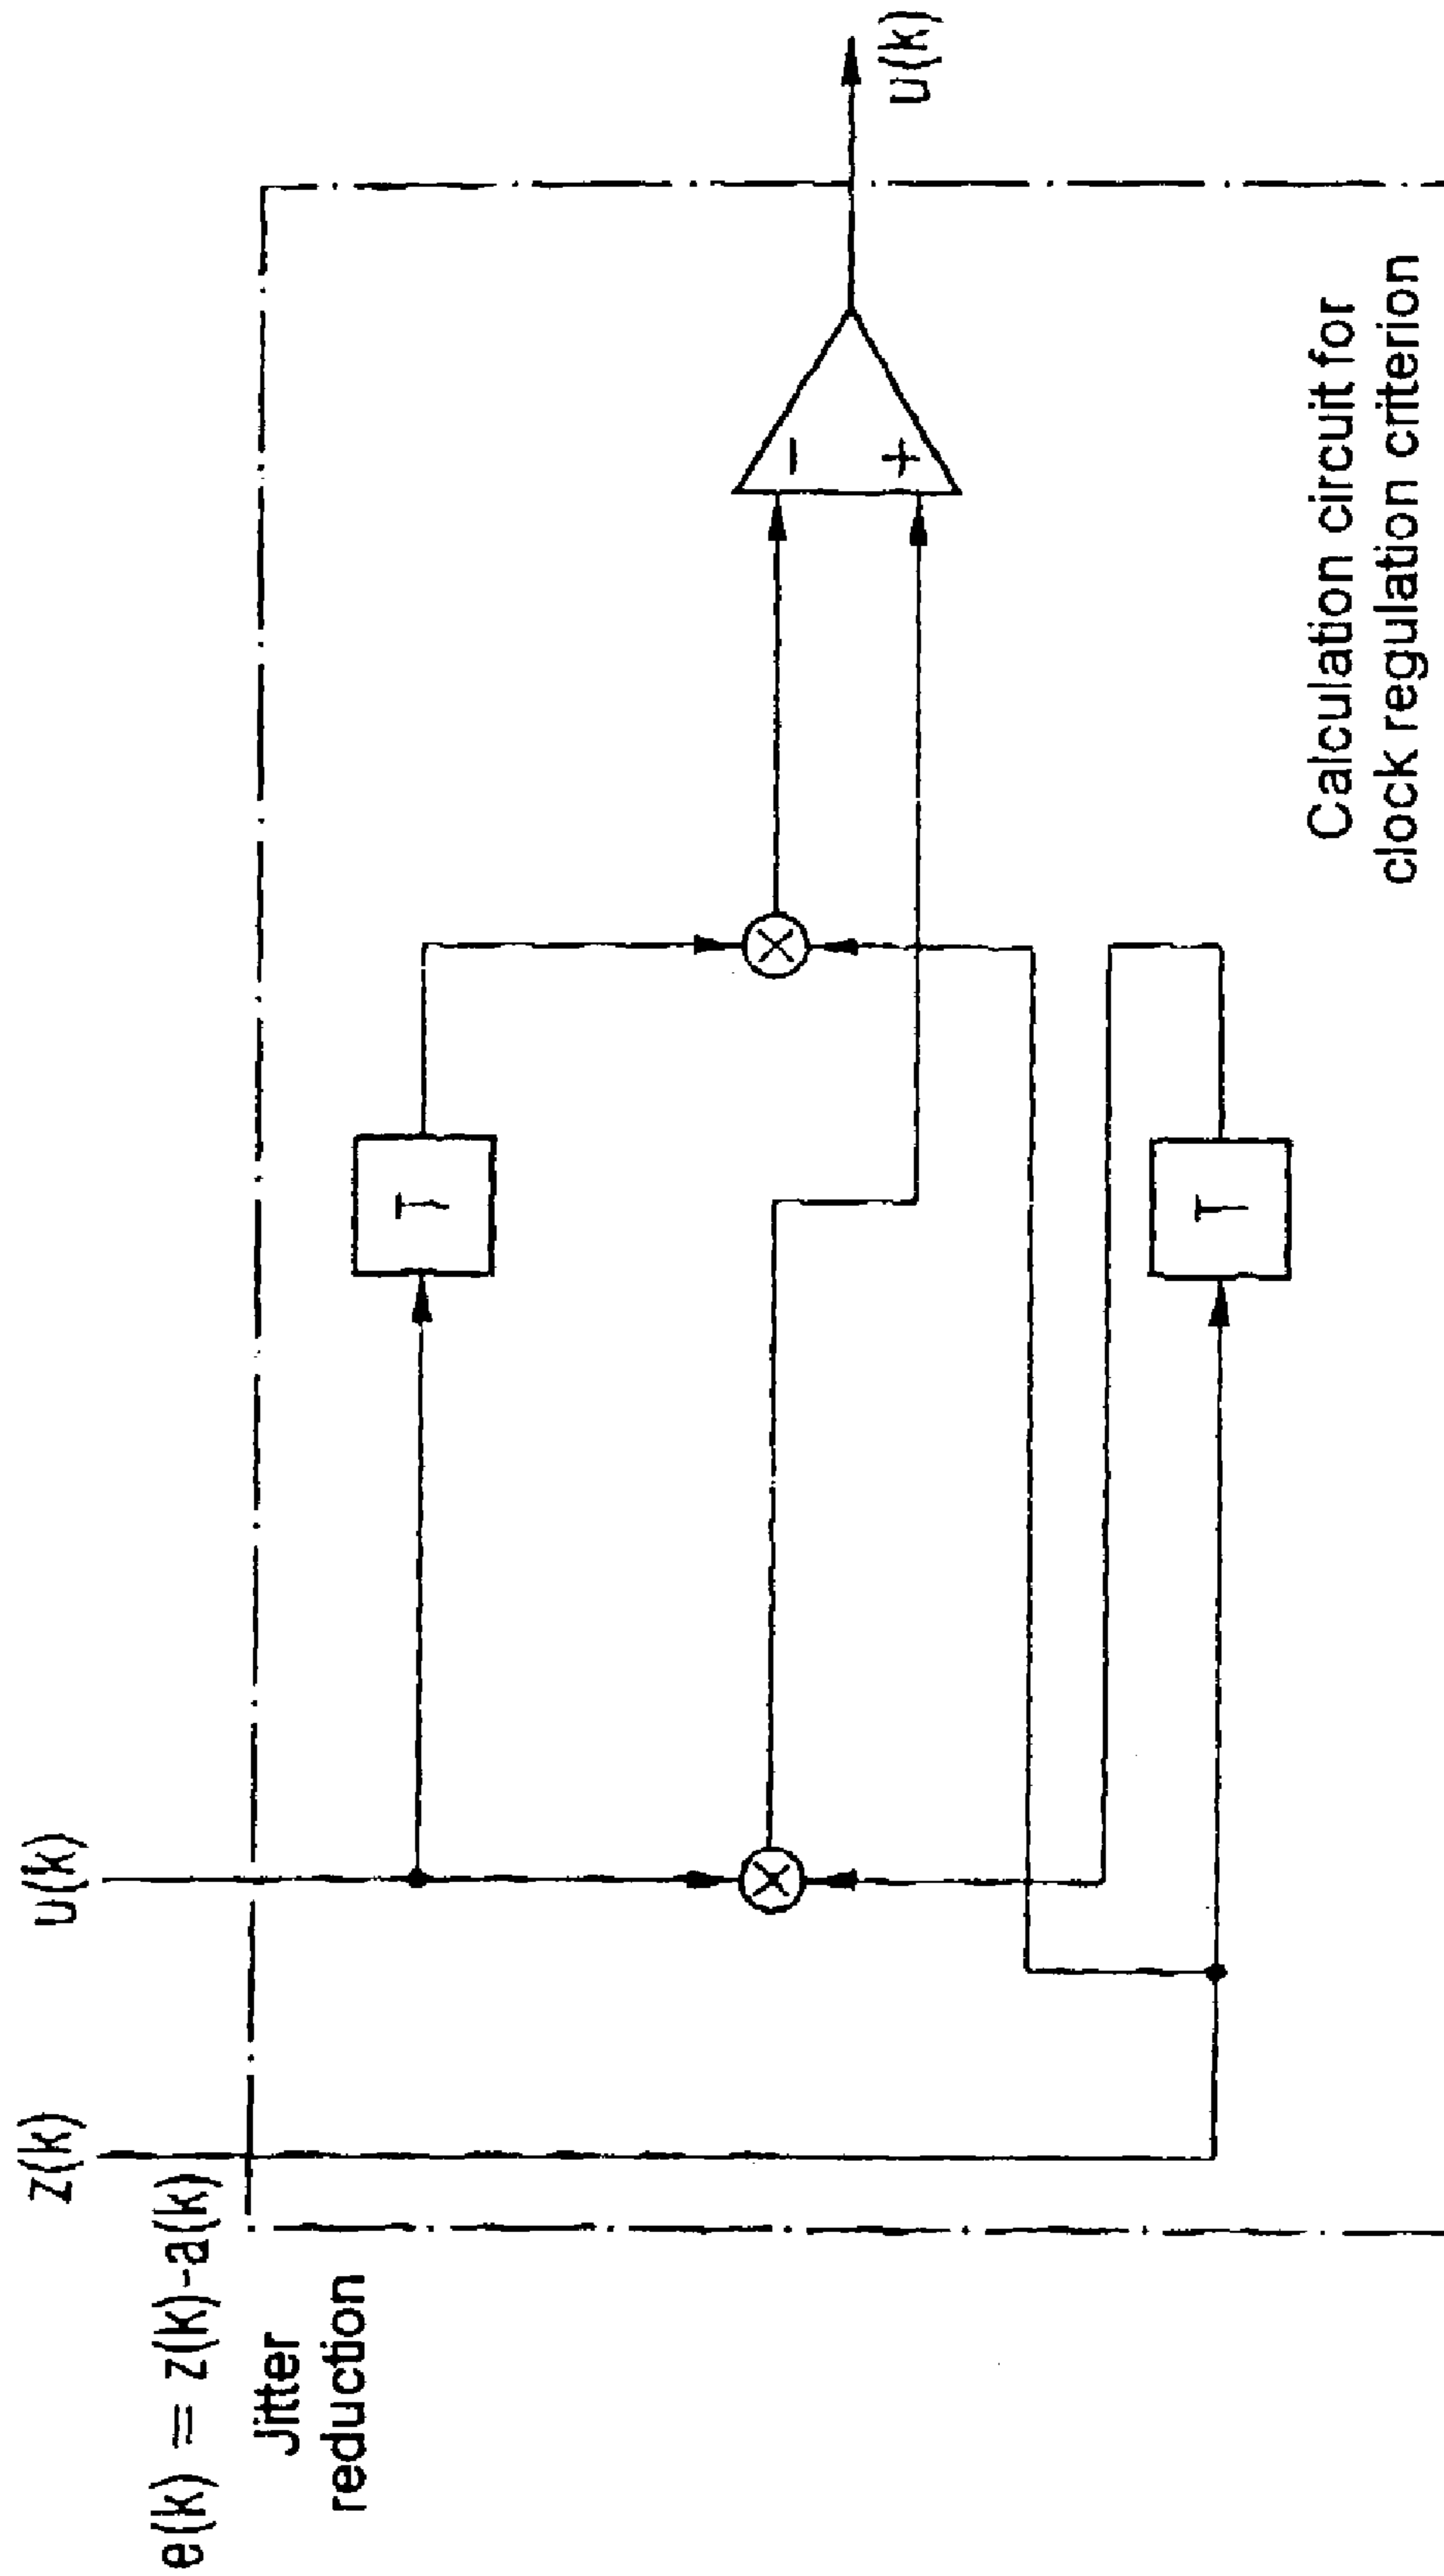 e(k) = z(k)-a(k)
z(k)
u(k)
Jitter
reduction
T
T
×
×
−
+
u(k)
Calculation circuit for
clock regulation criterion